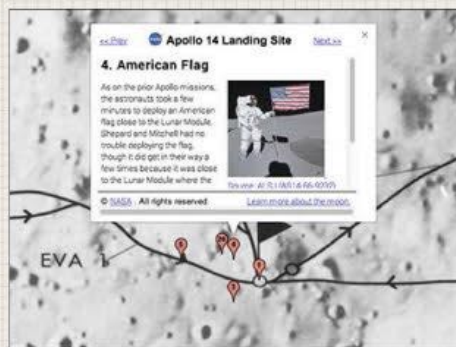 << Prev Apollo 14 Landing Site Next >>
4. American Flag
As on the prior Apollo missions,
the astronauts took a few
minutes to deploy an American
flag close to the Lunar Module.
Shepard and Mitchell had no
trouble deploying the flag,
though it did get in their way a
few times because it was close
to the Lunar Module where the
© NASA. All rights reserved. Learn more about the moon.
EVA 1